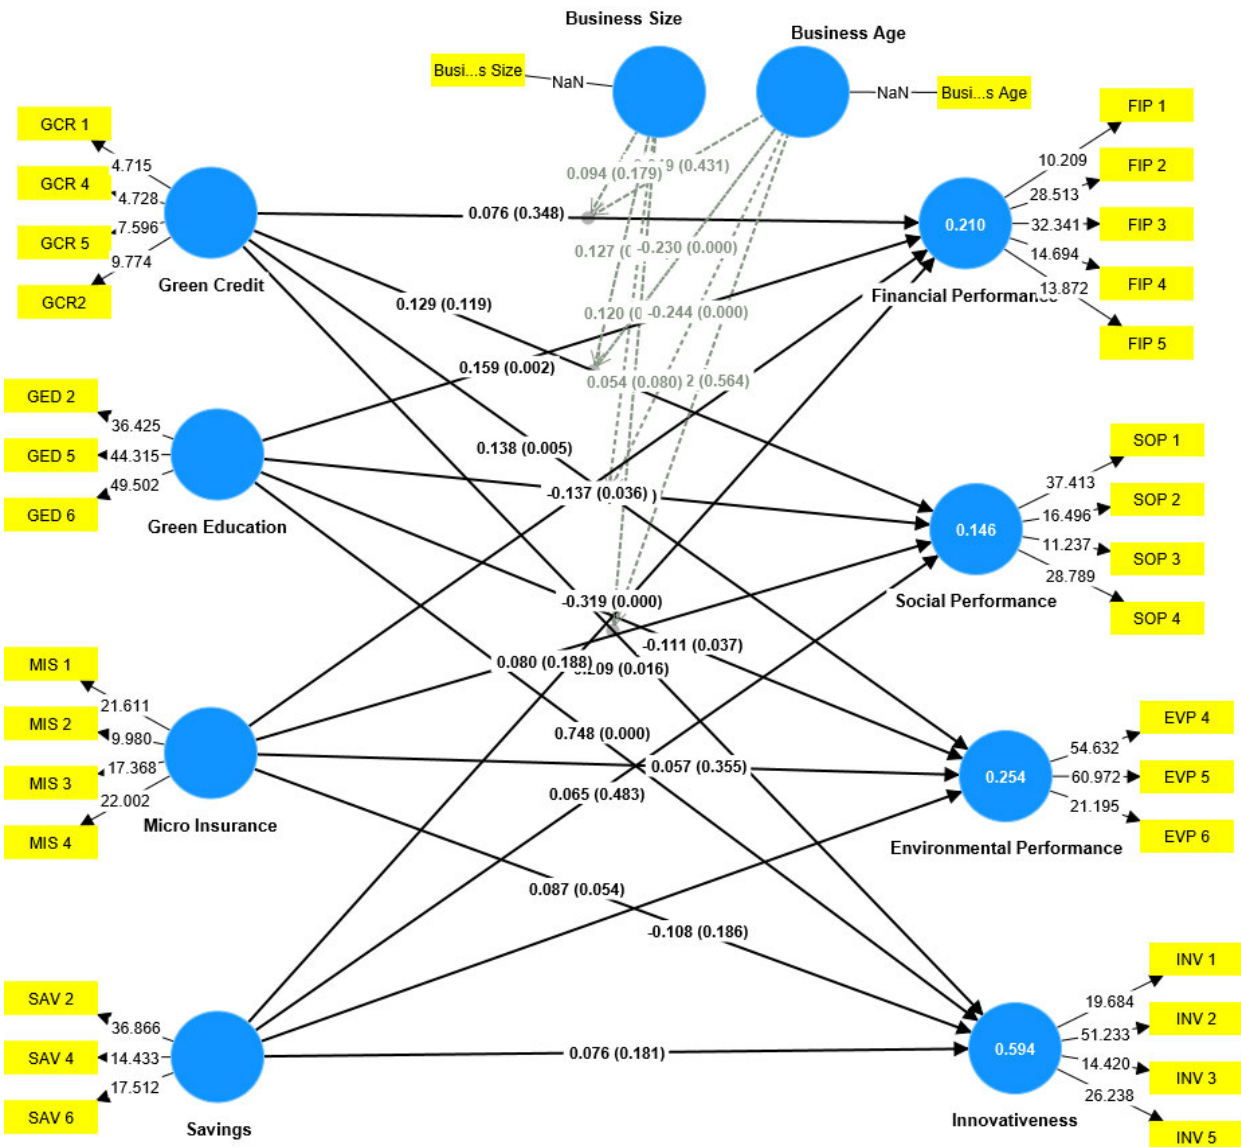 Business Size
Business Age
Busi...s Size
NaN
NaN
Busi...s Age
GCR 1
GCR 4
GCR 5
GCR2
4.715
4.728
7.596
9.774
Green Credit
GED 2
GED 5
GED 6
36.425
44.315
49.502
Green Education
MIS 1
MIS 2
MIS 3
MIS 4
21.611
9.980
17.368
22.002
Micro Insurance
SAV 2
SAV 4
SAV 6
36.866
14.433
17.512
Savings
0.094 (0.179)
(0.431)
0.076 (0.348)
0.127
-0.230 (0.000)
0.129 (0.119)
0.120
-0.244 (0.000)
0.159 (0.002)
0.054 (0.080)
(0.564)
0.138 (0.005)
-0.137 (0.036)
-0.319 (0.000)
-0.111 (0.037)
0.080 (0.188)
(0.016)
0.748 (0.000)
0.057 (0.355)
0.065 (0.483)
0.087 (0.054)
-0.108 (0.186)
0.076 (0.181)
0.210
Financial Performance
10.209
28.513
32.341
14.694
13.872
FIP 1
FIP 2
FIP 3
FIP 4
FIP 5
0.146
Social Performance
37.413
16.496
11.237
28.789
SOP 1
SOP 2
SOP 3
SOP 4
0.254
Environmental Performance
54.632
60.972
21.195
EVP 4
EVP 5
EVP 6
0.594
Innovativeness
19.684
51.233
14.420
26.238
INV 1
INV 2
INV 3
INV 5